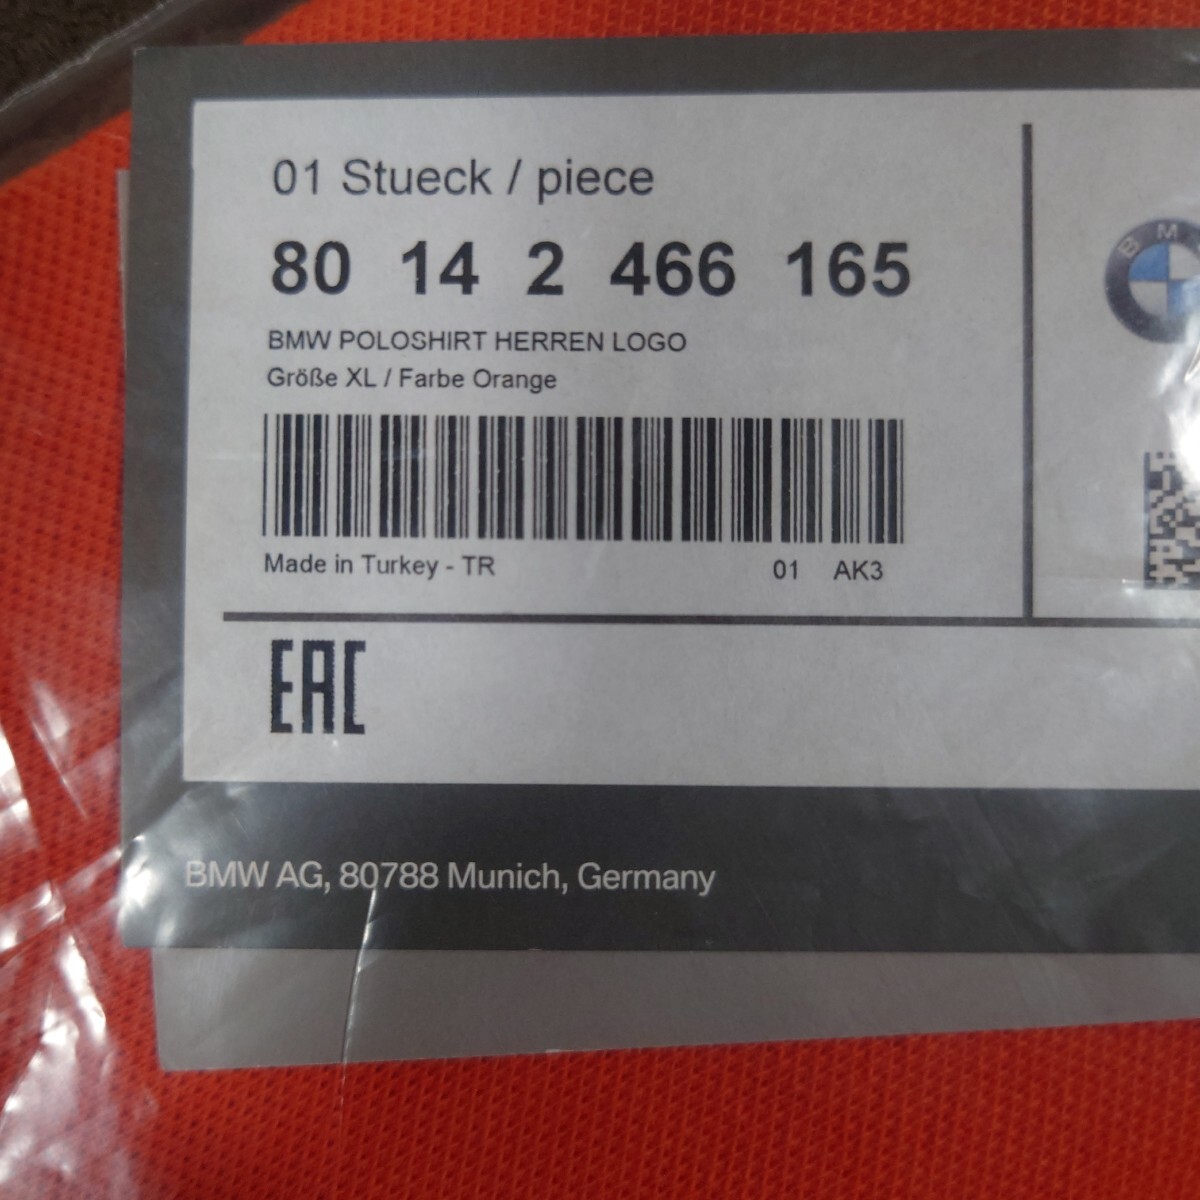 01 Stueck / piece
80 14 2 466 165
BMW POLOSHIRT HERREN LOGO
Größe XL / Farbe Orange
Made in Turkey - TR 01 AK3
B M
EAC
BMW AG, 80788 Munich, Germany